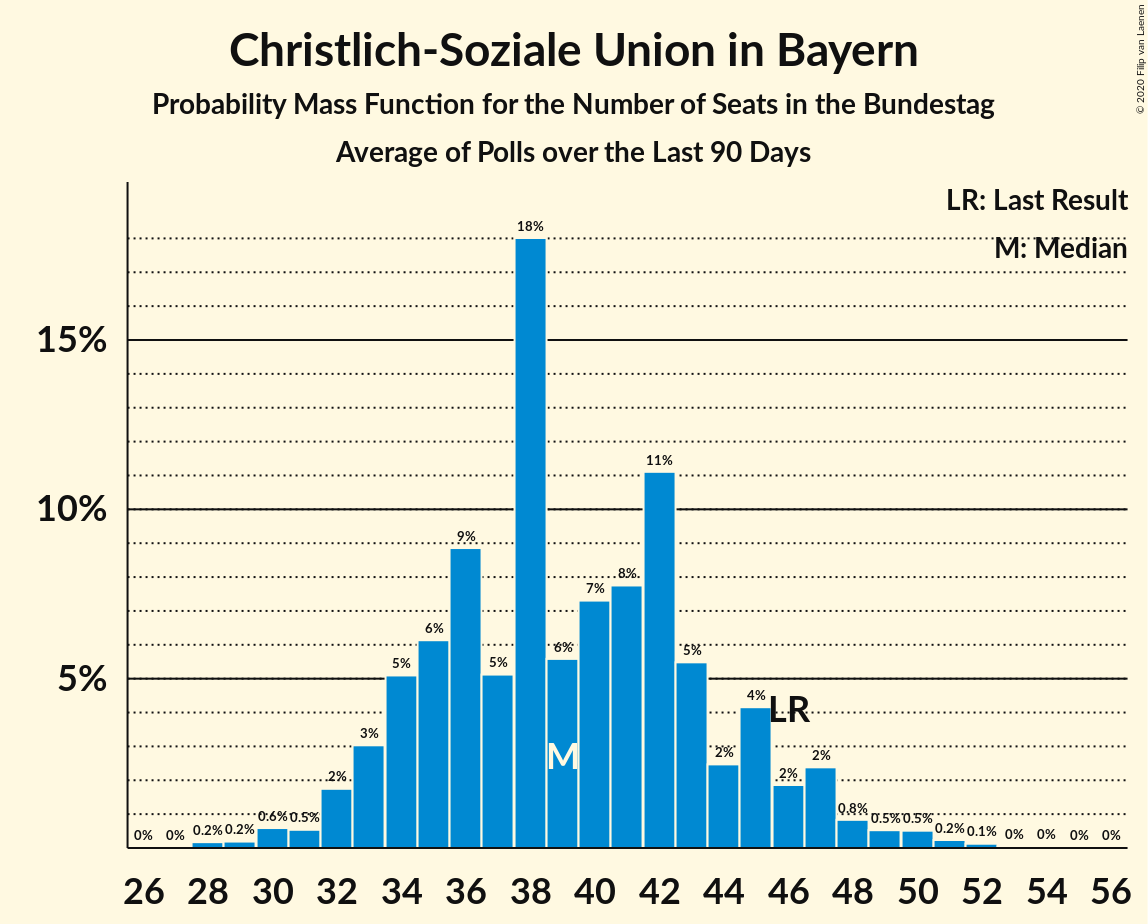 Christlich-Soziale Union in Bayern
Probability Mass Function for the Number of Seats in the Bundestag
Average of Polls over the Last 90 Days
© 2020 Filip van Laenen
LR: Last Result
M: Median
15%
10%
5%
0% 0% 0.2% 0.2% 0.6% 0.5% 2% 3% 5% 6% 9% 5% 18% 6% 7% 8% 11% 5% 2% 4% 2% 2% 0.8% 0.5% 0.5% 0.2% 0.1% 0% 0% 0% 0%
LR
M
26 28 30 32 34 36 38 40 42 44 46 48 50 52 54 56